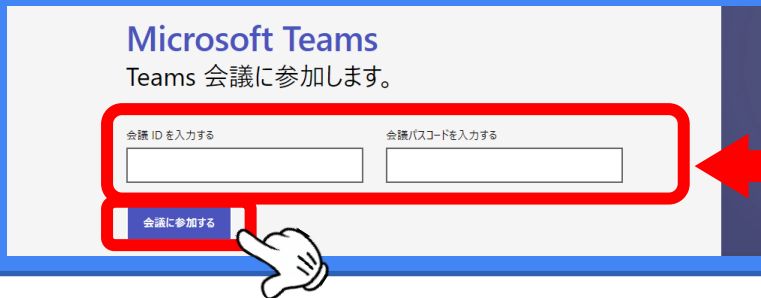 Microsoft Teams
Teams 会議に参加します。
会議 ID を入力する
会議パスコードを入力する
会議に参加する